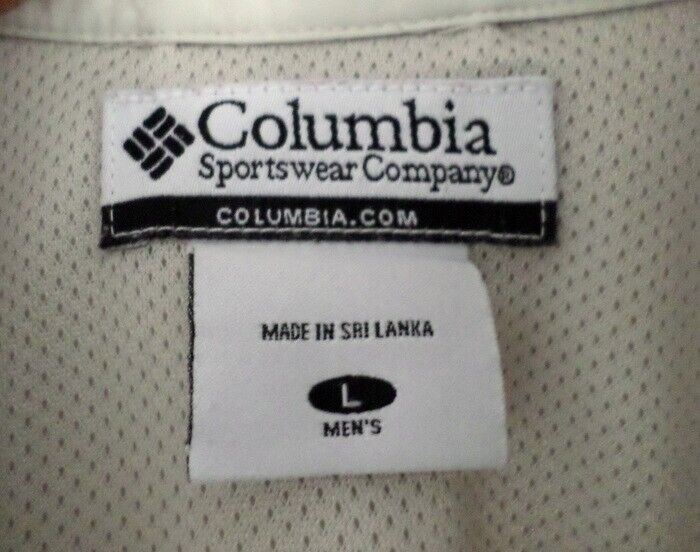 Columbia
Sportswear Company®
COLUMBIA.COM
MADE IN SRI LANKA
L
MEN'S